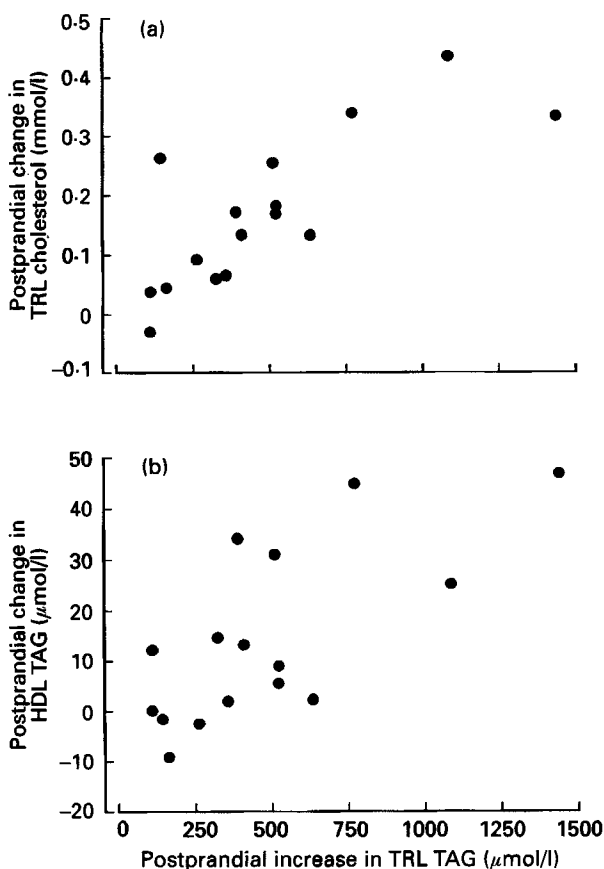 (a)
Postprandial change in
TRL cholesterol (mmol/l)
0·5
0·4
0·3
0·2
0·1
0
−0·1
(b)
Postprandial change in
HDL TAG (μmol/l)
50
40
30
20
10
0
−10
−20
0 250 500 750 1000 1250 1500
Postprandial increase in TRL TAG (μmol/l)